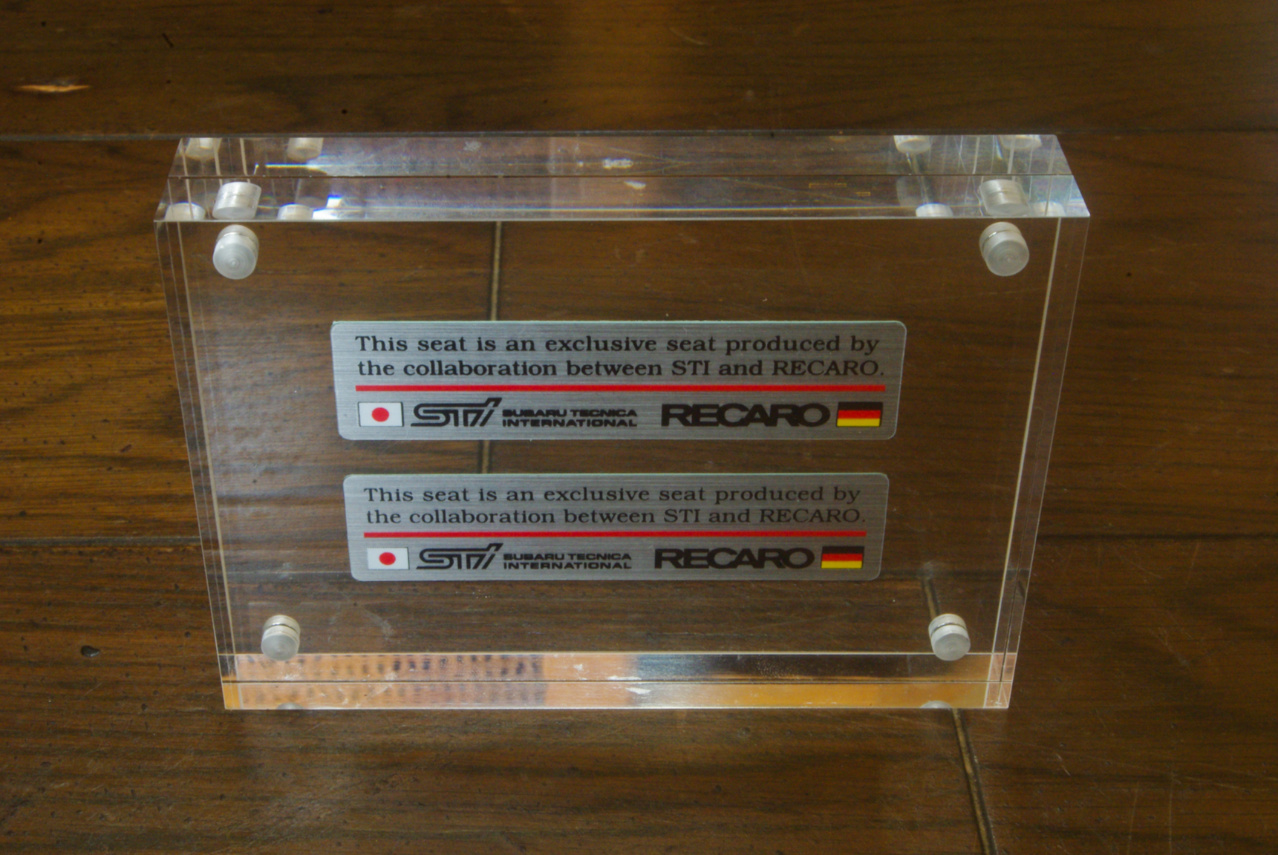 This seat is an exclusive seat produced by
the collaboration between STI and RECARO.
STI SUBARU TECNICA INTERNATIONAL RECARO
This seat is an exclusive seat produced by
the collaboration between STI and RECARO.
STI SUBARU TECNICA INTERNATIONAL RECARO